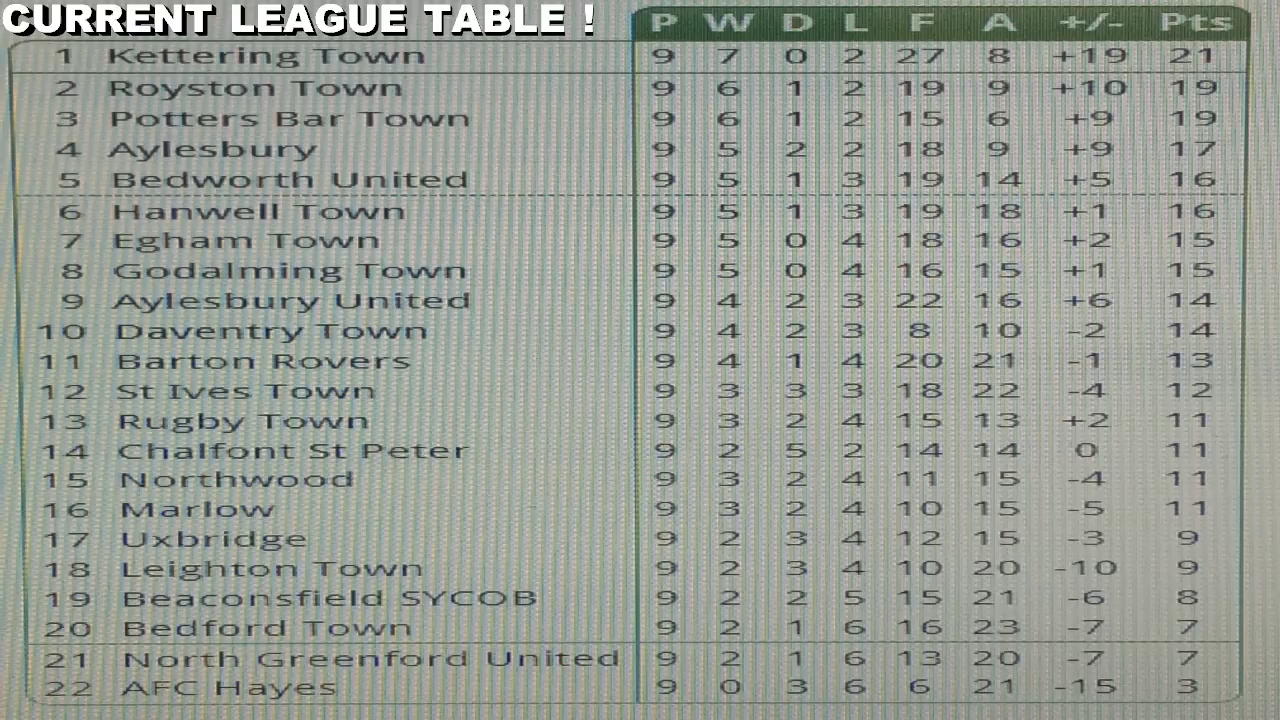 CURRENT LEAGUE TABLE ! P W D L F A +/- Pts
1 Kettering Town 9 7 0 2 27 8 +19 21
2 Royston Town 9 6 1 2 19 9 +10 19
3 Potters Bar Town 9 6 1 2 15 6 +9 19
4 Aylesbury 9 5 2 2 18 9 +9 17
5 Bedworth United 9 5 1 3 19 14 +5 16
6 Hanwell Town 9 5 1 3 19 18 +1 16
7 Egham Town 9 5 0 4 18 16 +2 15
8 Godalming Town 9 5 0 4 16 15 +1 15
9 Aylesbury United 9 4 2 3 22 16 +6 14
10 Daventry Town 9 4 2 3 8 10 -2 14
11 Barton Rovers 9 4 1 4 20 21 -1 13
12 St Ives Town 9 3 3 3 18 22 -4 12
13 Rugby Town 9 3 2 4 15 13 +2 11
14 Chalfont St Peter 9 2 5 2 14 14 0 11
15 Northwood 9 3 2 4 11 15 -4 11
16 Marlow 9 3 2 4 10 15 -5 11
17 Uxbridge 9 2 3 4 12 15 -3 9
18 Leighton Town 9 2 3 4 10 20 -10 9
19 Beaconsfield SYCOB 9 2 2 5 15 21 -6 8
20 Bedford Town 9 2 1 6 16 23 -7 7
21 North Greenford United 9 2 1 6 13 20 -7 7
22 AFC Hayes 9 0 3 6 6 21 -15 3